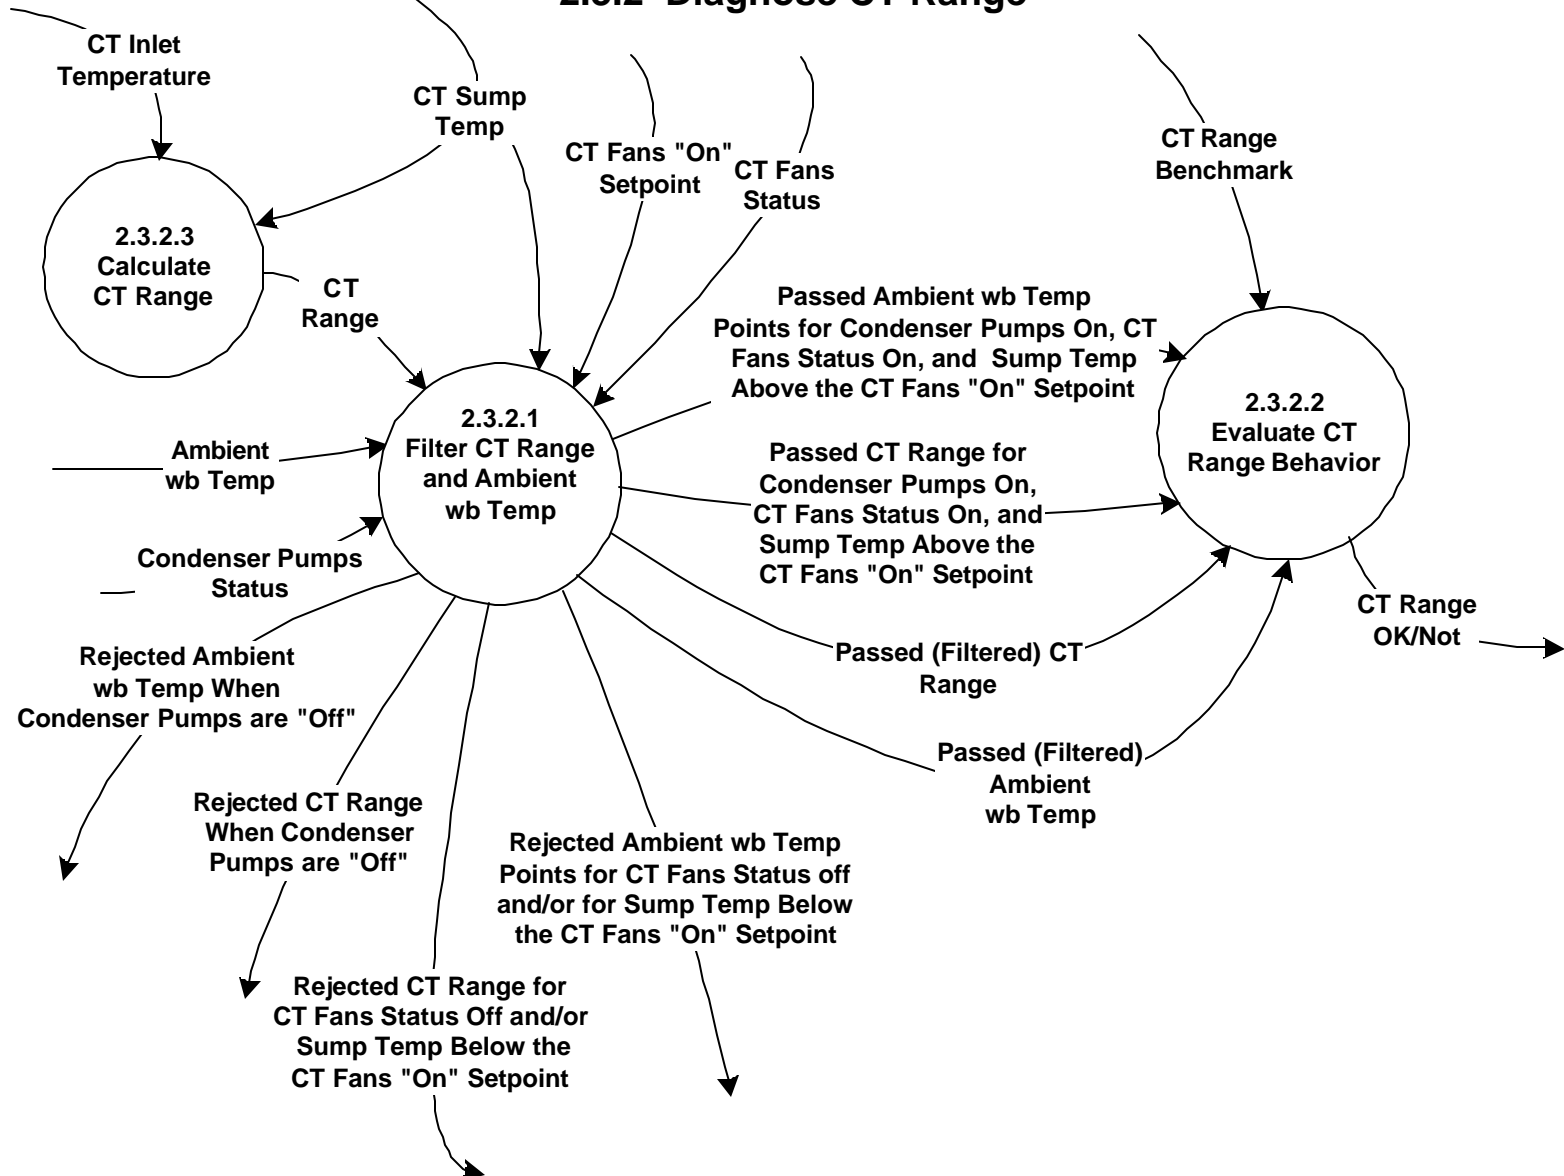 2.3.2 Diagnose CT Range
CT Inlet
Temperature
CT Sump
Temp
CT Fans "On"
Setpoint
CT Fans
Status
CT Range
Benchmark
2.3.2.3
Calculate
CT Range
CT
Range
Passed Ambient wb Temp
Points for Condenser Pumps On, CT
Fans Status On, and Sump Temp
Above the CT Fans "On" Setpoint
2.3.2.1
Filter CT Range
and Ambient
wb Temp
2.3.2.2
Evaluate CT
Range Behavior
Ambient
wb Temp
Passed CT Range for
Condenser Pumps On,
CT Fans Status On, and
Sump Temp Above the
CT Fans "On" Setpoint
Condenser Pumps
Status
CT Range
OK/Not
Rejected Ambient
wb Temp When
Condenser Pumps are "Off"
Passed (Filtered) CT
Range
Passed (Filtered)
Ambient
wb Temp
Rejected CT Range
When Condenser
Pumps are "Off"
Rejected Ambient wb Temp
Points for CT Fans Status off
and/or for Sump Temp Below
the CT Fans "On" Setpoint
Rejected CT Range for
CT Fans Status Off and/or
Sump Temp Below the
CT Fans "On" Setpoint